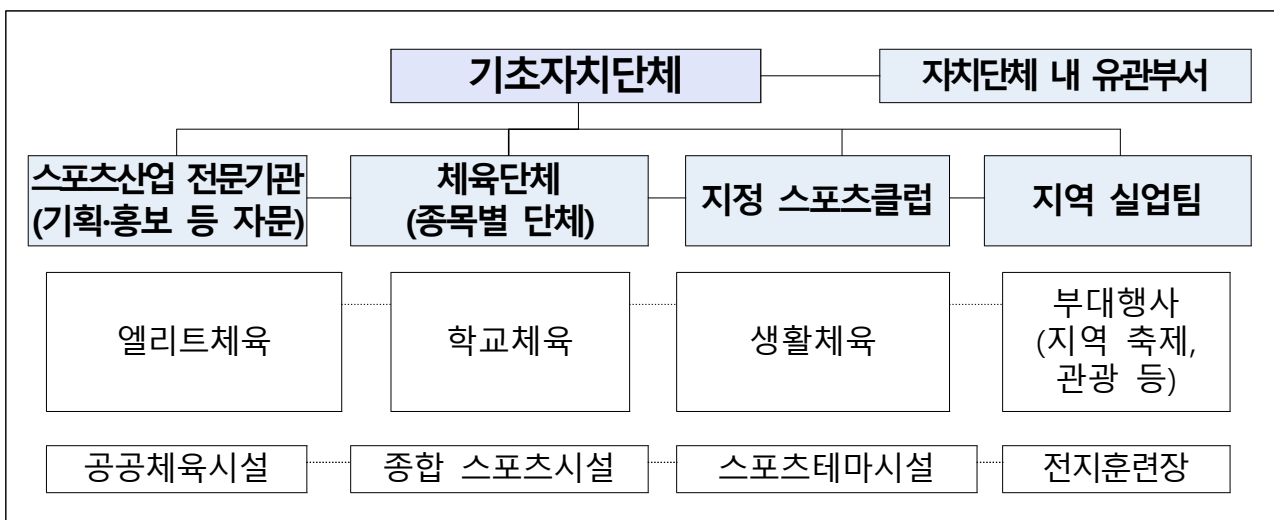 기초자치단체
자치단체 내 유관부서
스포츠산업 전문기관
(기획·홍보 등 자문)
체육단체
(종목별 단체)
지정 스포츠클럽
지역 실업팀
엘리트체육
학교체육
생활체육
부대행사
(지역 축제,
관광 등)
공공체육시설
종합 스포츠시설
스포츠테마시설
전지훈련장